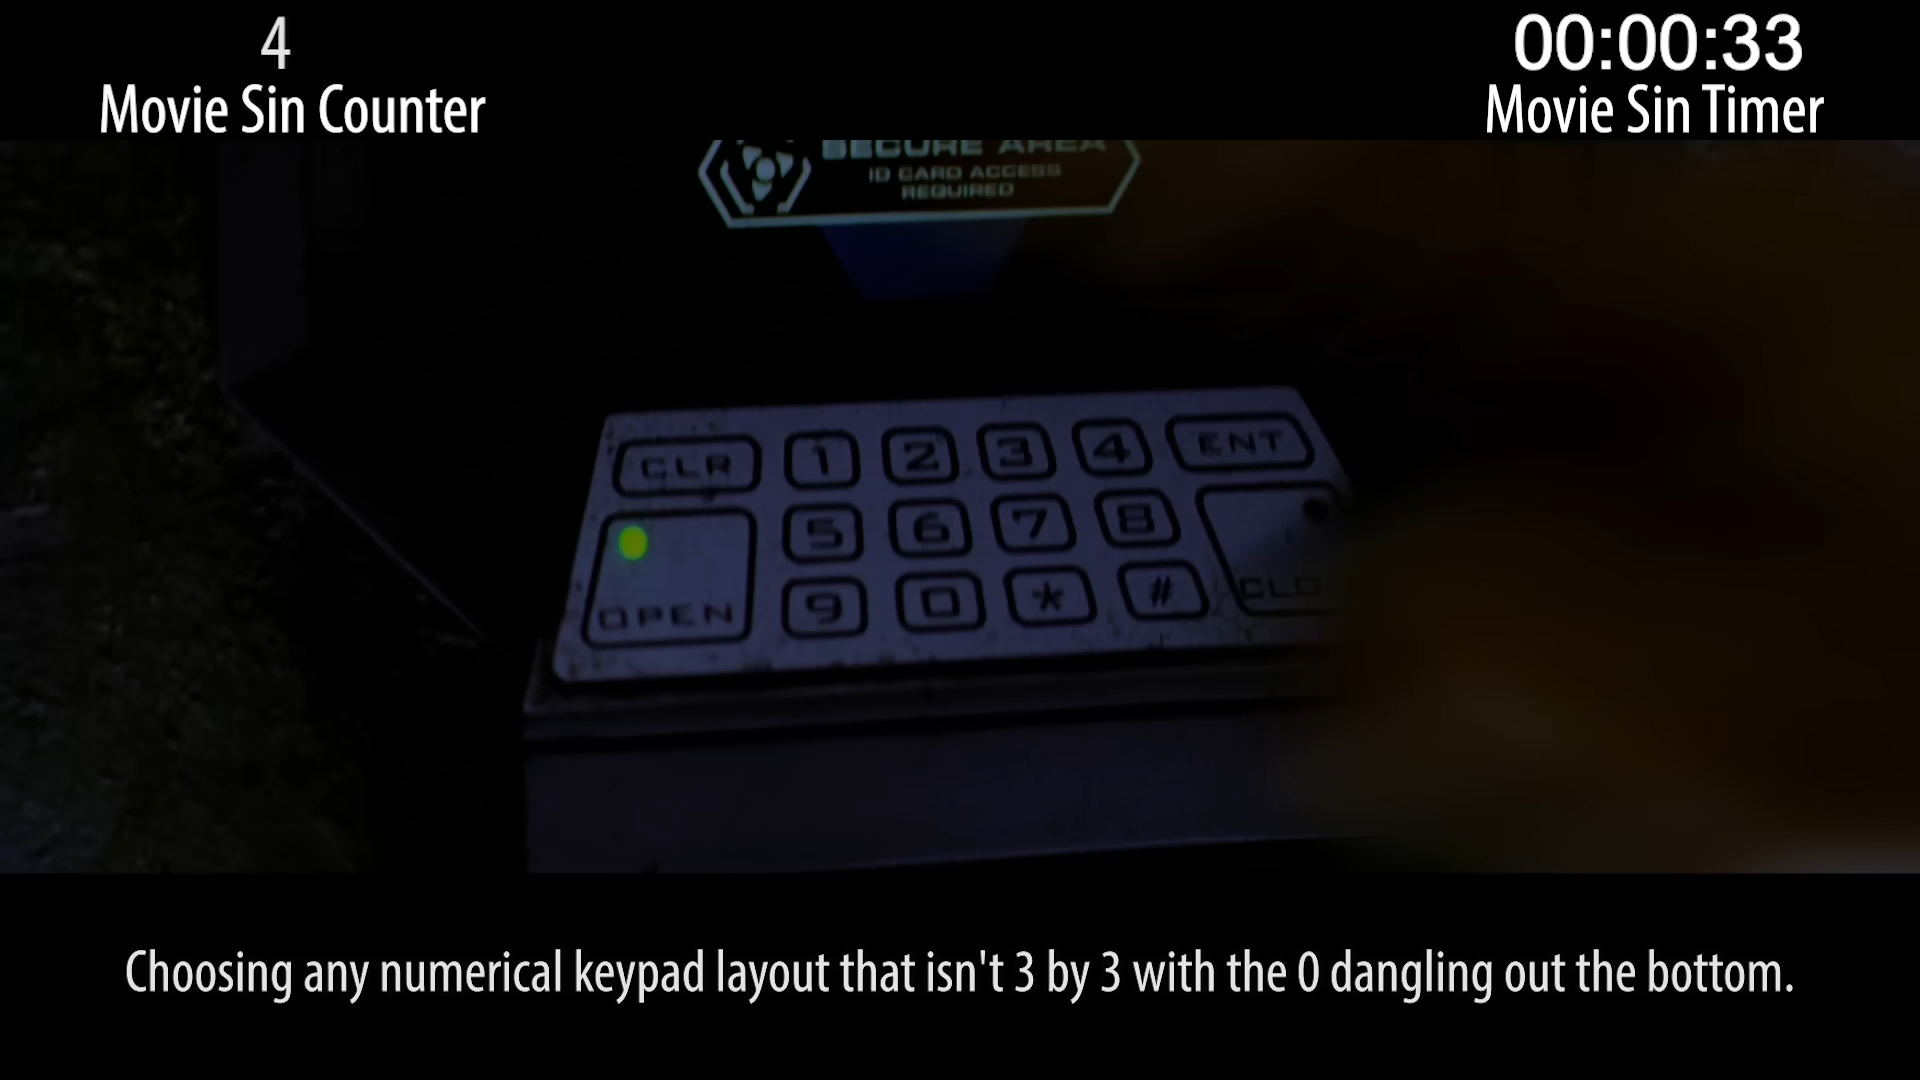 4
Movie Sin Counter
00:00:33
Movie Sin Timer
SECURE AREA
ID CARD ACCESS
REQUIRED
CLR 1 2 3 4 ENT
5 6 7 8
OPEN 9 0 * # CLO
Choosing any numerical keypad layout that isn't 3 by 3 with the 0 dangling out the bottom.